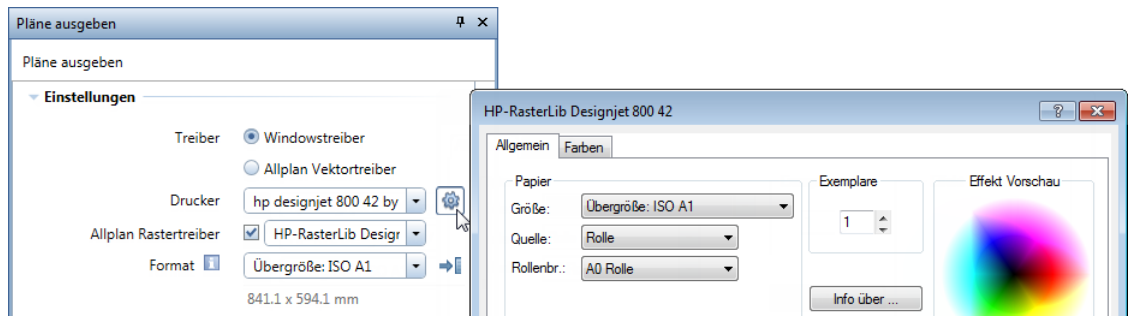 Pläne ausgeben
Pläne ausgeben
Einstellungen
Treiber
Windowstreiber
Allplan Vektortreiber
Drucker
hp designjet 800 42 by
Allplan Rastertreiber
HP-RasterLib Desigr
Format
Übergröße: ISO A1
841.1 x 594.1 mm
HP-RasterLib Designjet 800 42
Allgemein
Farben
Papier
Größe:
Übergröße: ISO A1
Quelle:
Rolle
Rollenbr.:
A0 Rolle
Exemplare
1
Info über ...
Effekt Vorschau